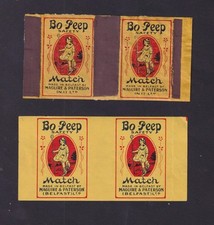 Bo Peep
SAFETY
Match
MADE IN BELFAST BY
MAGUIRE & PATERSON
(N.I.) LTD
Bo Peep
SAFETY
Match
MADE IN BELFAST BY
MAGUIRE & PATERSON
(N.I.) LTD
Bo Peep
SAFETY
Match
MADE IN BELFAST BY
MAGUIRE & PATERSON
(BELFAST) LTD
Bo Peep
SAFETY
Match
MADE IN BELFAST BY
MAGUIRE & PATERSON
(BELFAST) LTD